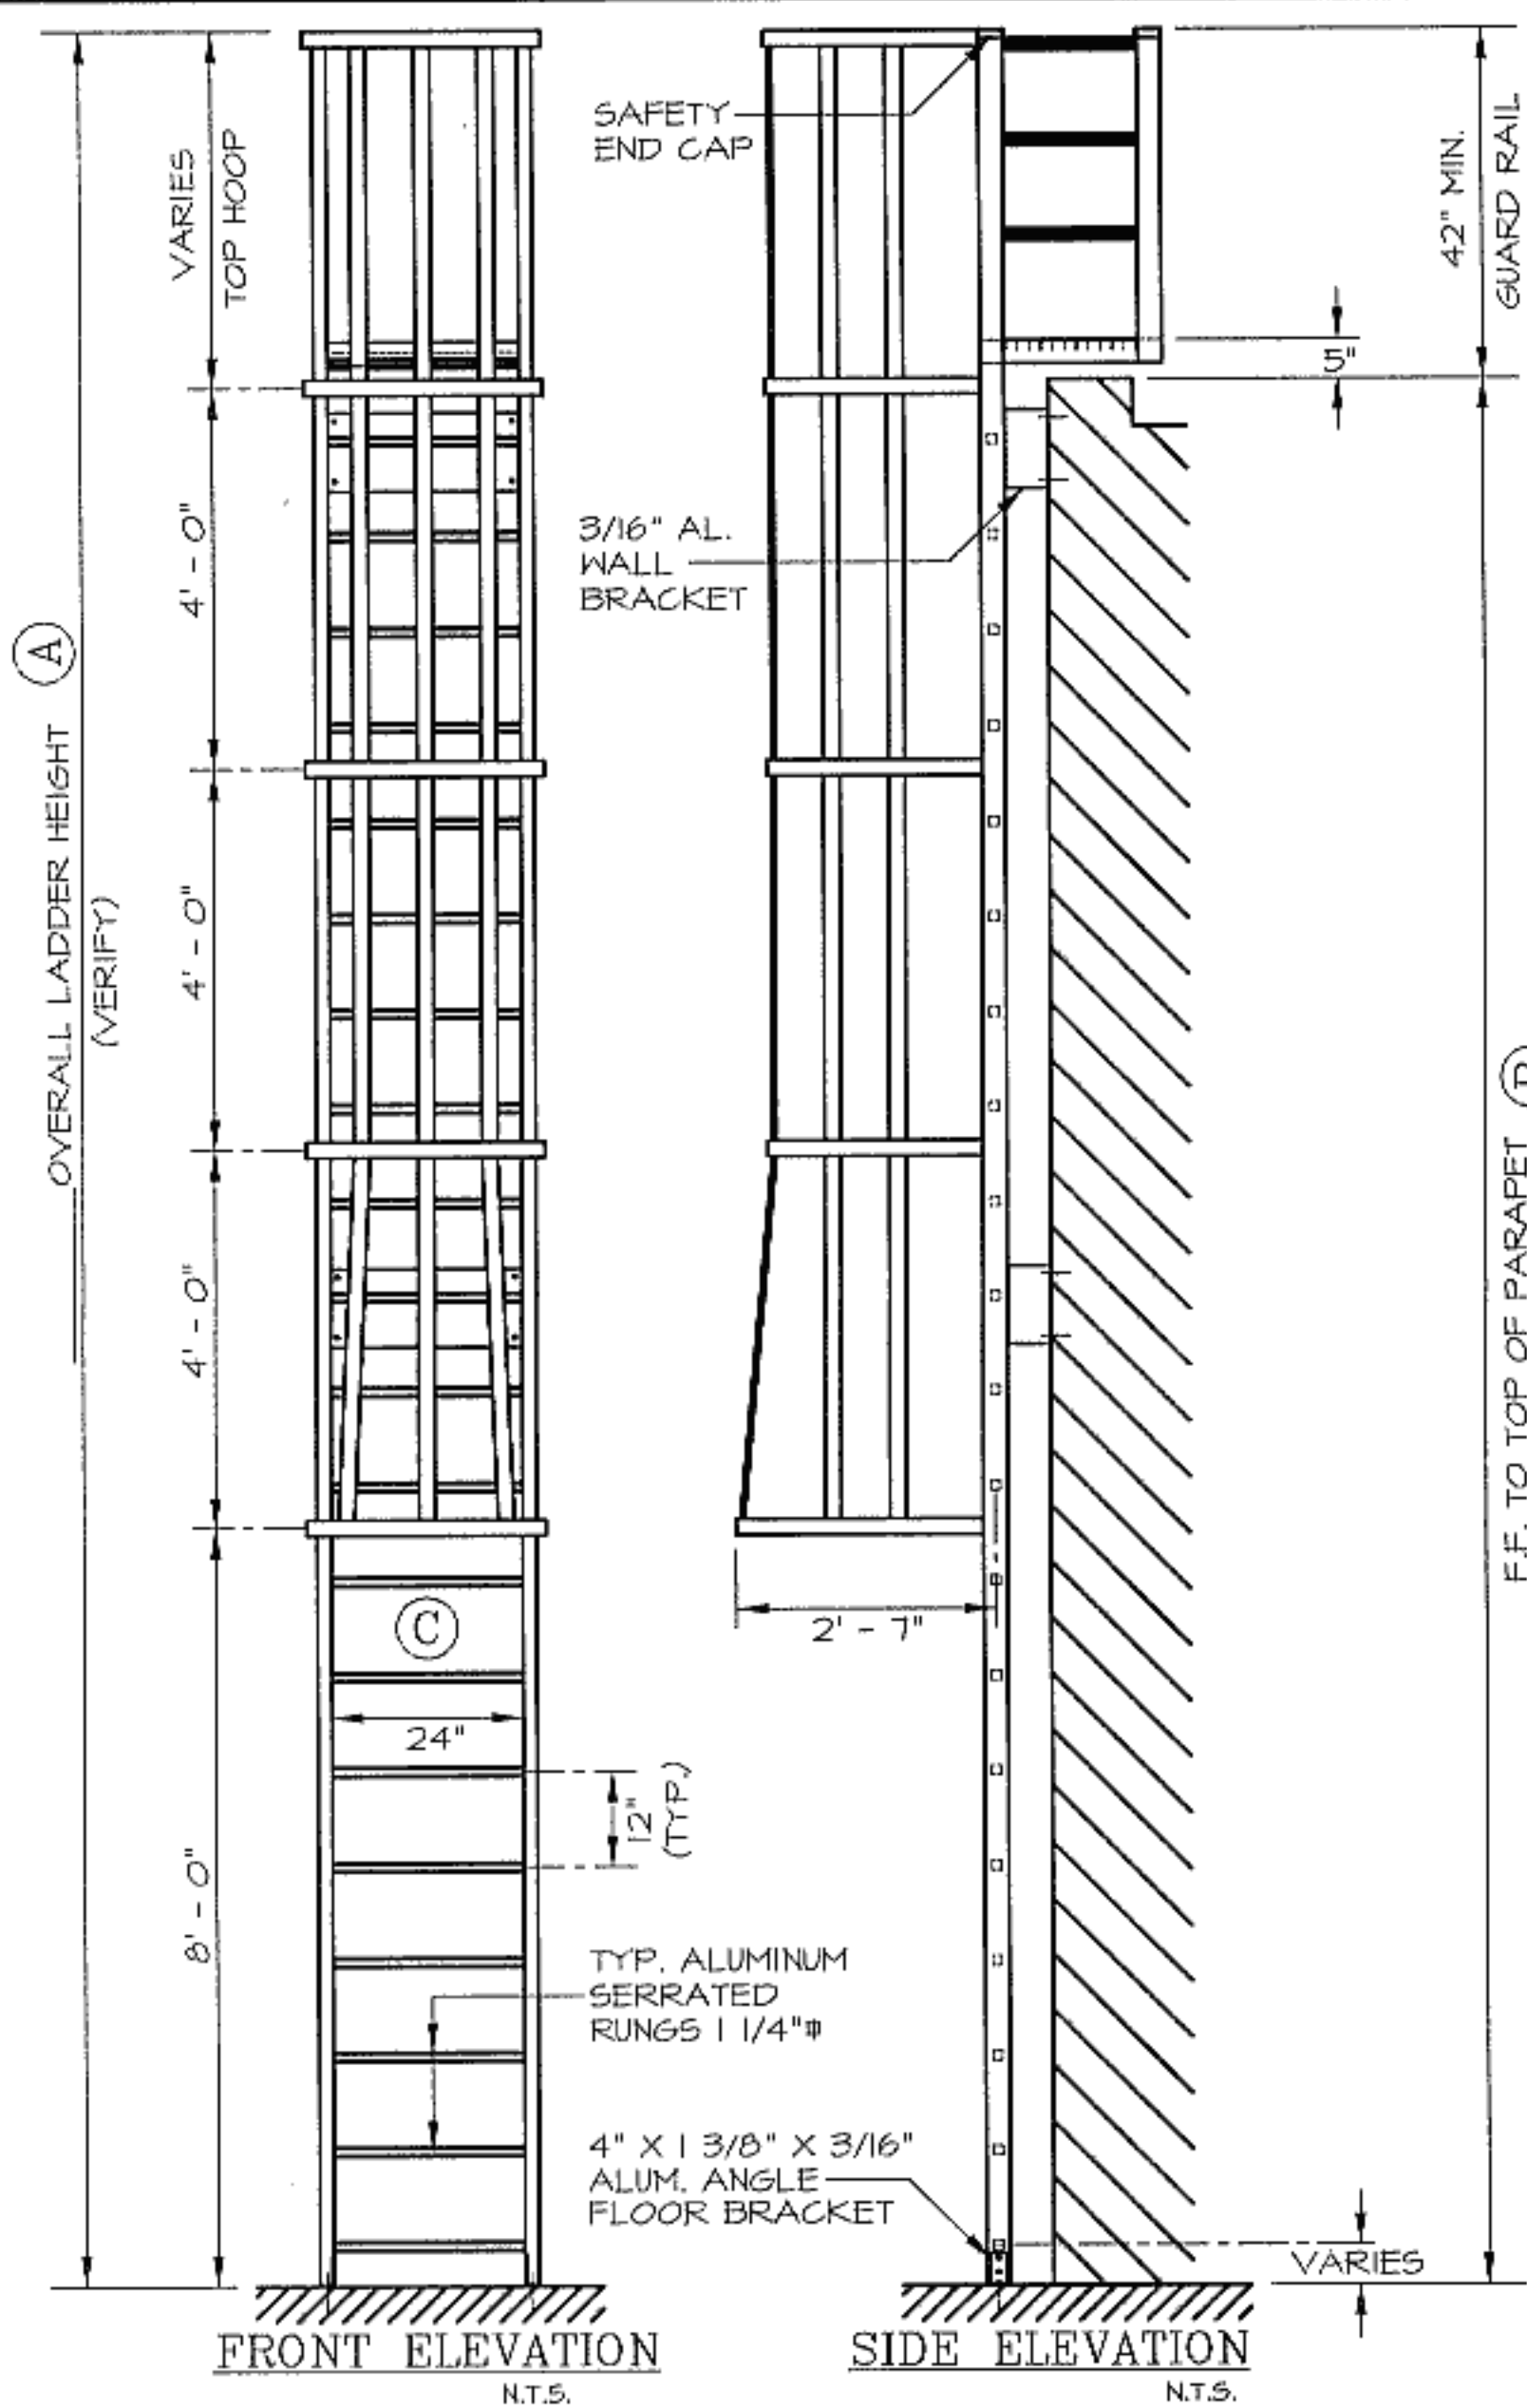 OVERALL LADDER HEIGHT
(VERIFY)
A
VARIES
TOP HOOP
4' - 0"
4' - 0"
4' - 0"
8' - 0"
C
24"
12"
(TYP.)
TYP. ALUMINUM
SERRATED
RUNGS 1 1/4"⌗
4" X 1 3/8" X 3/16"
ALUM. ANGLE
FLOOR BRACKET
FRONT ELEVATION
N.T.S.
SAFETY
END CAP
3/16" AL.
WALL
BRACKET
2' - 7"
42" MIN.
GUARD RAIL
5"
F.F. TO TOP OF PARAPET
VARIES
SIDE ELEVATION
N.T.S.